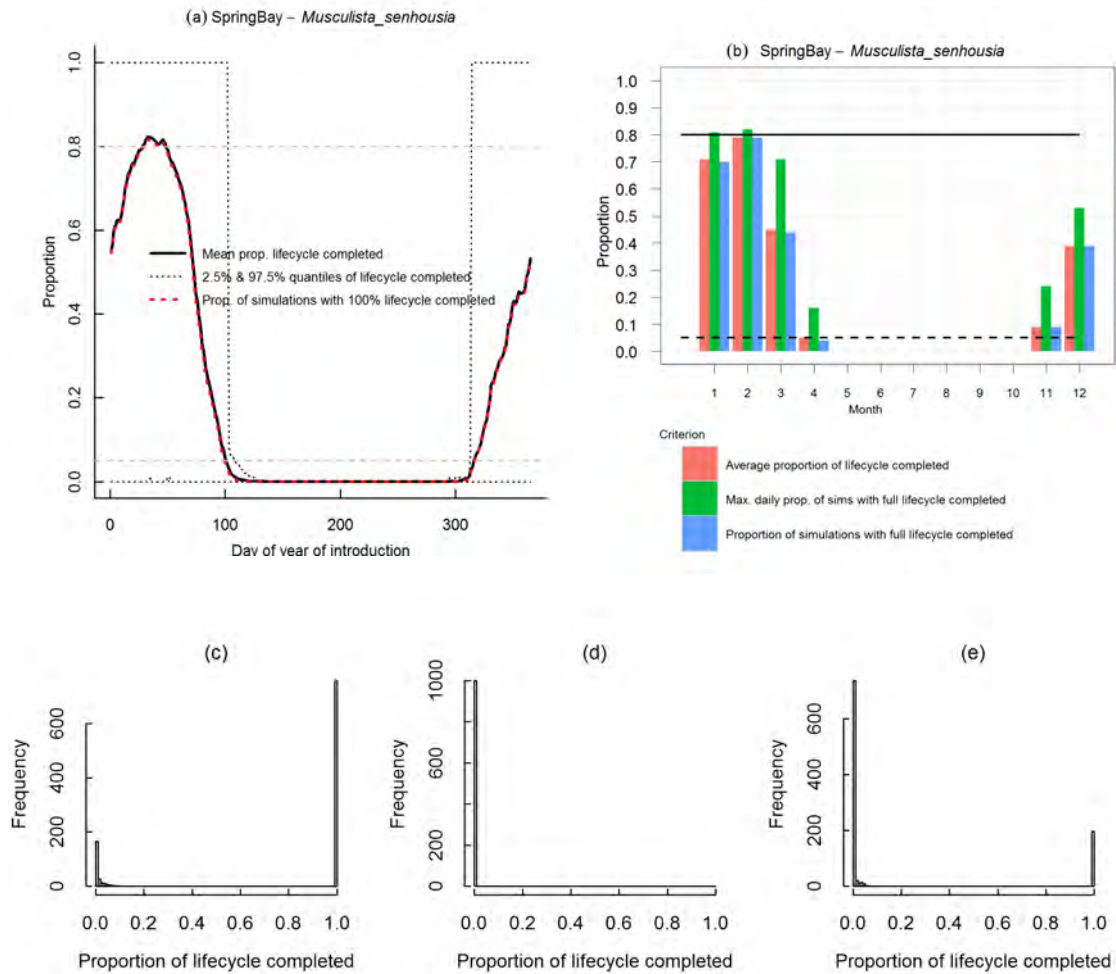 (a) SpringBay – Musculista_senhousia
1.0
0.8
0.6
0.4
0.2
0.0
Proportion
Mean prop. lifecycle completed
2.5% & 97.5% quantiles of lifecycle completed
Prop. of simulations with 100% lifecycle completed
0 100 200 300
Day of year of introduction
(b) SpringBay – Musculista_senhousia
1.0
0.9
0.8
0.7
0.6
0.5
0.4
0.3
0.2
0.1
0.0
Proportion
1 2 3 4 5 6 7 8 9 10 11 12
Month
Criterion
Average proportion of lifecycle completed
Max. daily prop. of sims with full lifecycle completed
Proportion of simulations with full lifecycle completed
(c)
600
400
200
0
Frequency
0.0 0.2 0.4 0.6 0.8 1.0
Proportion of lifecycle completed
(d)
1000
800
600
400
200
0
Frequency
0.0 0.2 0.4 0.6 0.8 1.0
Proportion of lifecycle completed
(e)
600
400
200
0
Frequency
0.0 0.2 0.4 0.6 0.8 1.0
Proportion of lifecycle completed